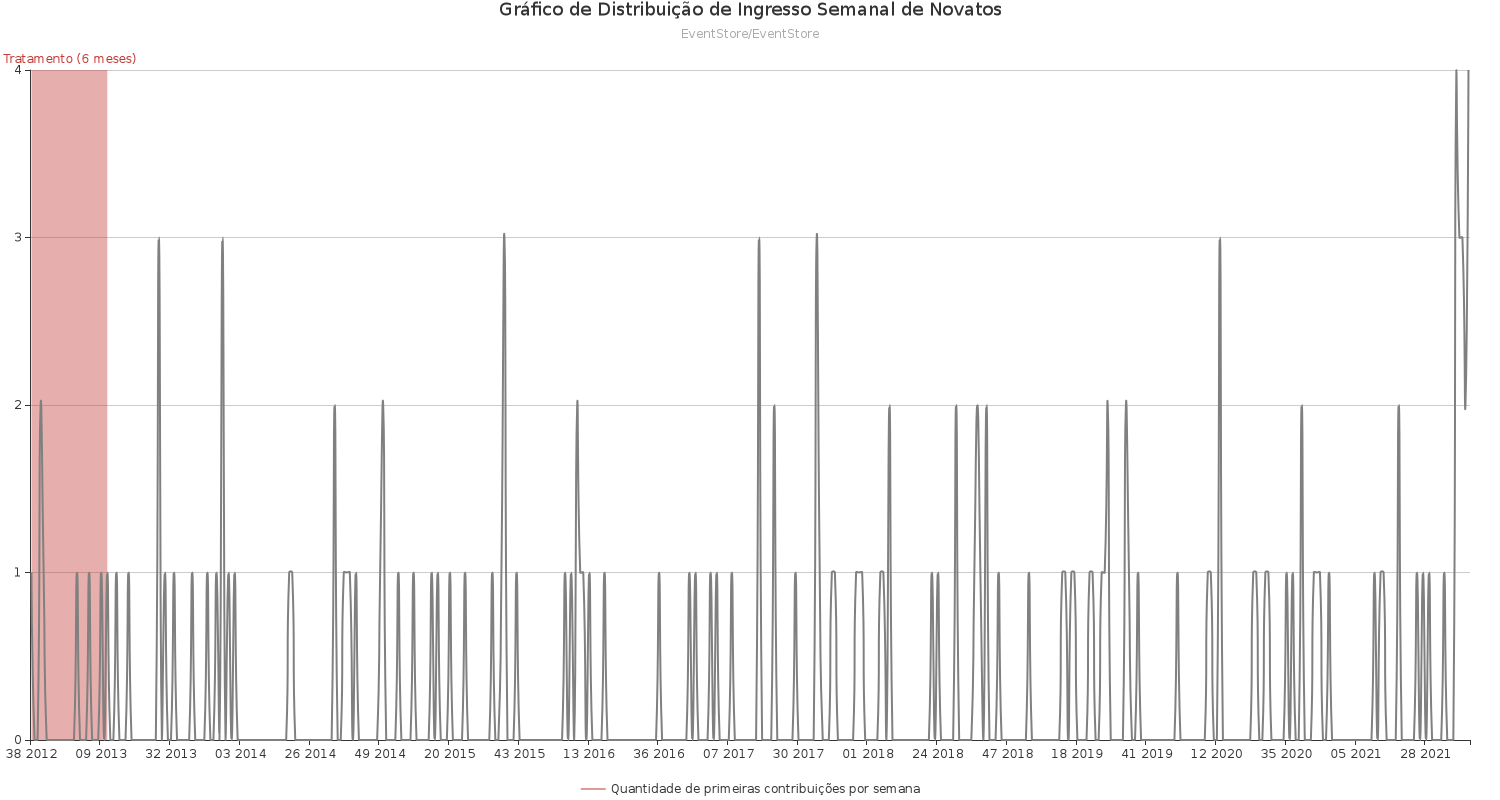 Gráfico de Distribuição de Ingresso Semanal de Novatos
EventStore/EventStore
Tratamento (6 meses)
4
3
2
1
0
38 2012 09 2013 32 2013 03 2014 26 2014 49 2014 20 2015 43 2015 13 2016 36 2016 07 2017 30 2017 01 2018 24 2018 47 2018 18 2019 41 2019 12 2020 35 2020 05 2021 28 2021
Quantidade de primeiras contribuições por semana